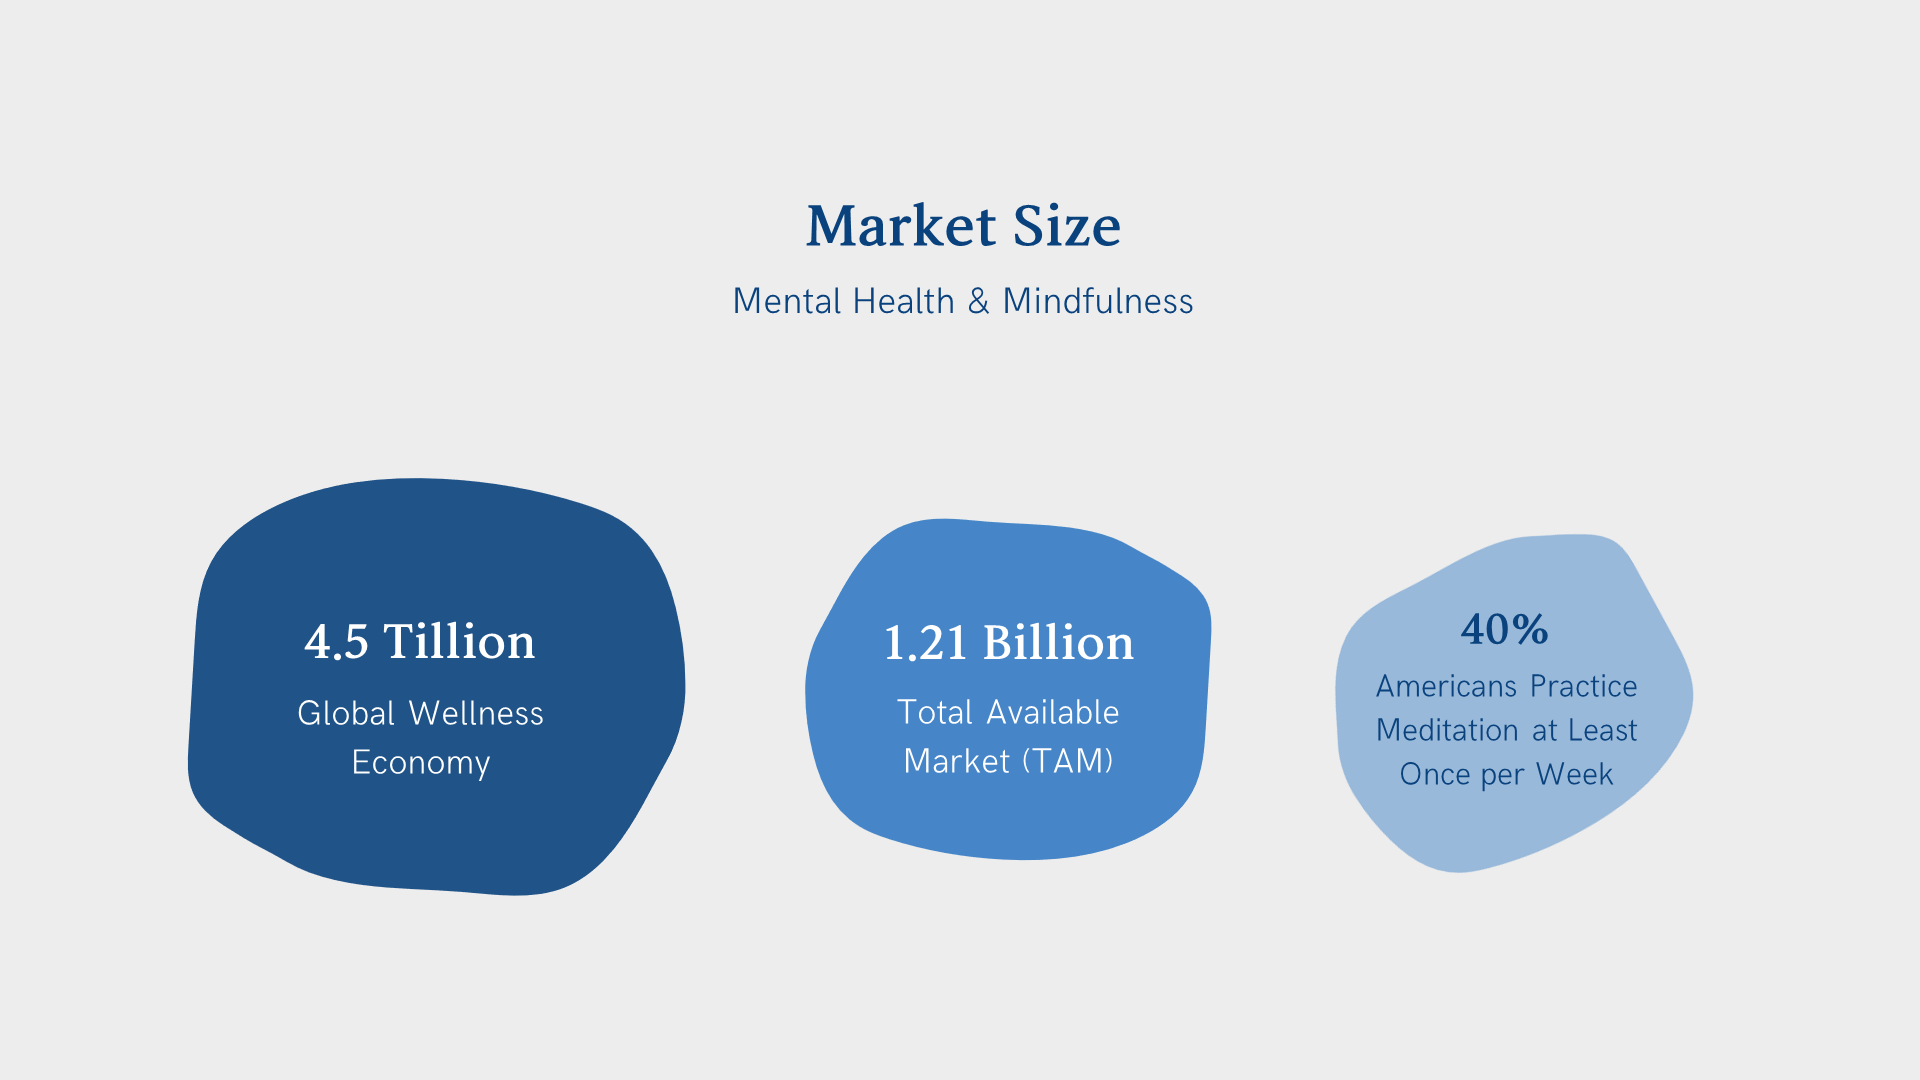 Market Size
Mental Health & Mindfulness
4.5 Tillion
Global Wellness
Economy
1.21 Billion
Total Available
Market (TAM)
40%
Americans Practice
Meditation at Least
Once per Week